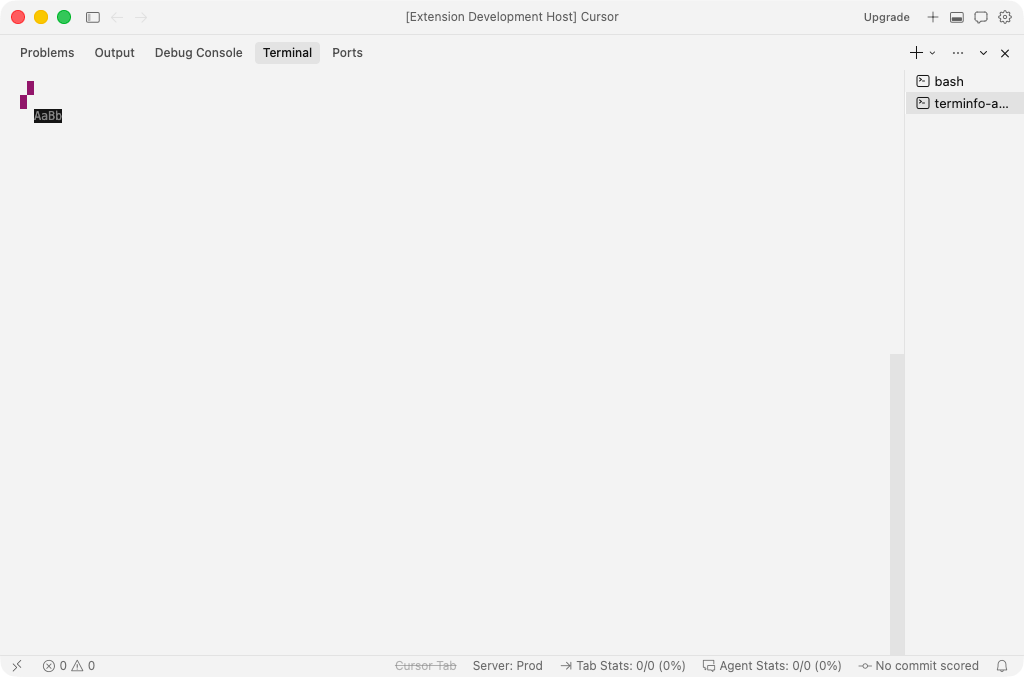 [Extension Development Host] Cursor
Upgrade
Problems Output Debug Console Terminal Ports
bash
terminfo-a...
AaBb
0 0 Cursor Tab Server: Prod Tab Stats: 0/0 (0%) Agent Stats: 0/0 (0%) No commit scored